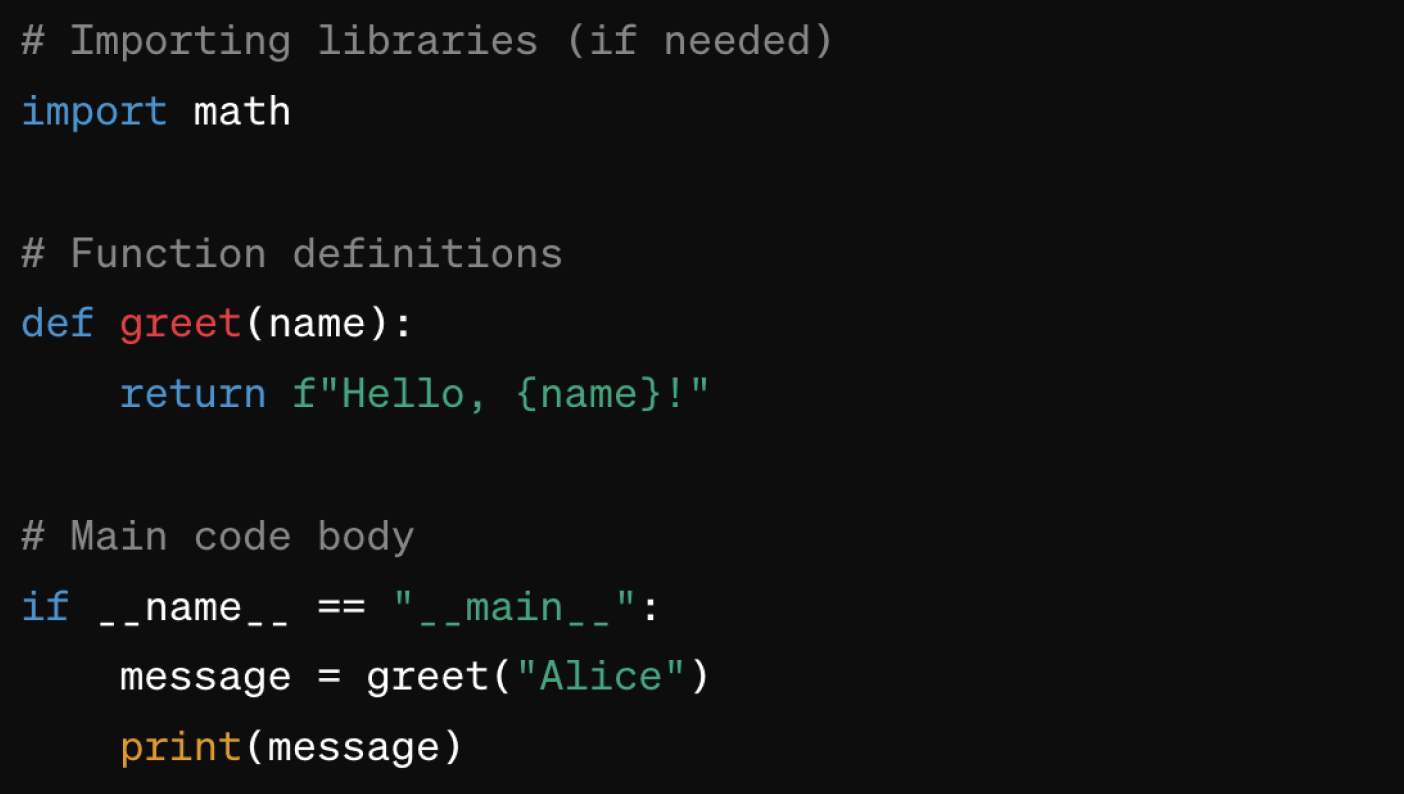 # Importing libraries (if needed)
import math
# Function definitions
def greet(name):
    return f"Hello, {name}!"
# Main code body
if __name__ == "__main__":
    message = greet("Alice")
    print(message)